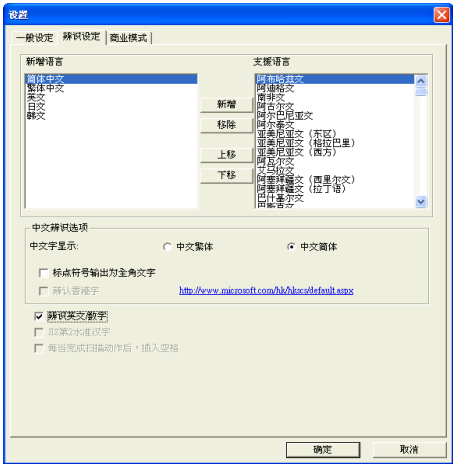 设置
一般设定 辨识设定 商业模式
新增语言 支援语言
简体中文
繁体中文
英文
日文
韩文
新增
移除
上移
下移
阿布哈兹文
阿迪格文
南非文
阿古尔文
阿尔巴尼亚文
阿尔泰文
亚美尼亚文（东区）
亚美尼亚文（格拉巴里）
亚美尼亚文（西方）
阿瓦尔文
艾马拉文
阿塞拜疆文（西里尔文）
阿塞拜疆文（拉丁语）
巴什基尔文
巴斯克文
中文辨识选项
中文字显示: 中文繁体 中文简体
标点符号输出为全角文字
辨认香港字 http://www.microsoft.com/hk/hkscs/default.aspx
辨识英文/数字
JIS第2水准汉字
每当完成扫描动作后，插入空格
确定 取消